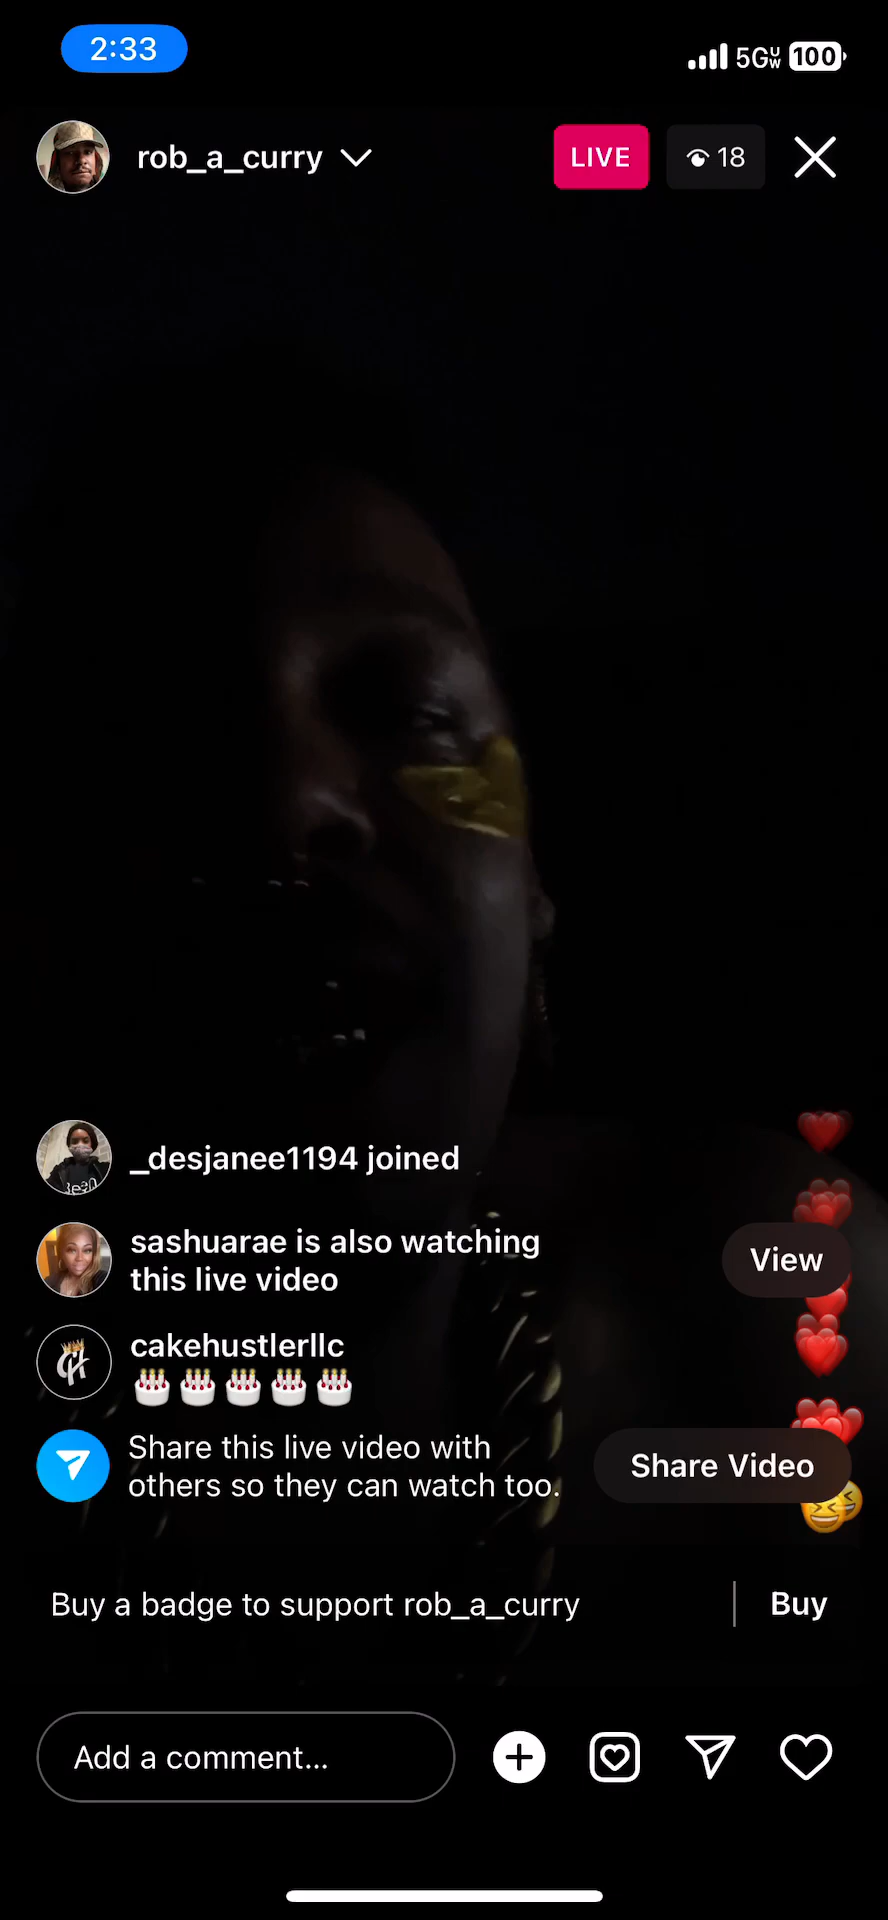 2:33
5GUW 100
rob_a_curry
LIVE
18
_desjanee1194 joined
sashuarae is also watching
this live video
View
cakehustlerllc
Share this live video with
others so they can watch too.
Share Video
Buy a badge to support rob_a_curry
Buy
Add a comment...